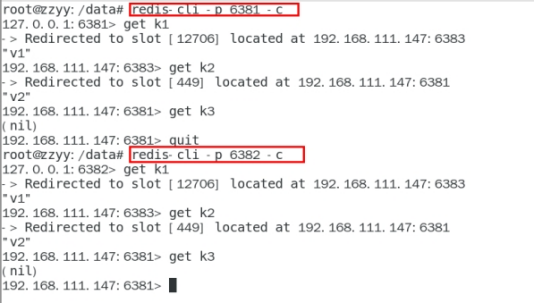 root@zzyy:/data# redis-cli -p 6381 -c
127.0.0.1:6381> get k1
-> Redirected to slot [12706] located at 192.168.111.147:6383
"v1"
192.168.111.147:6383> get k2
-> Redirected to slot [449] located at 192.168.111.147:6381
"v2"
192.168.111.147:6381> get k3
(nil)
192.168.111.147:6381> quit
root@zzyy:/data# redis-cli -p 6382 -c
127.0.0.1:6382> get k1
-> Redirected to slot [12706] located at 192.168.111.147:6383
"v1"
192.168.111.147:6383> get k2
-> Redirected to slot [449] located at 192.168.111.147:6381
"v2"
192.168.111.147:6381> get k3
(nil)
192.168.111.147:6381>